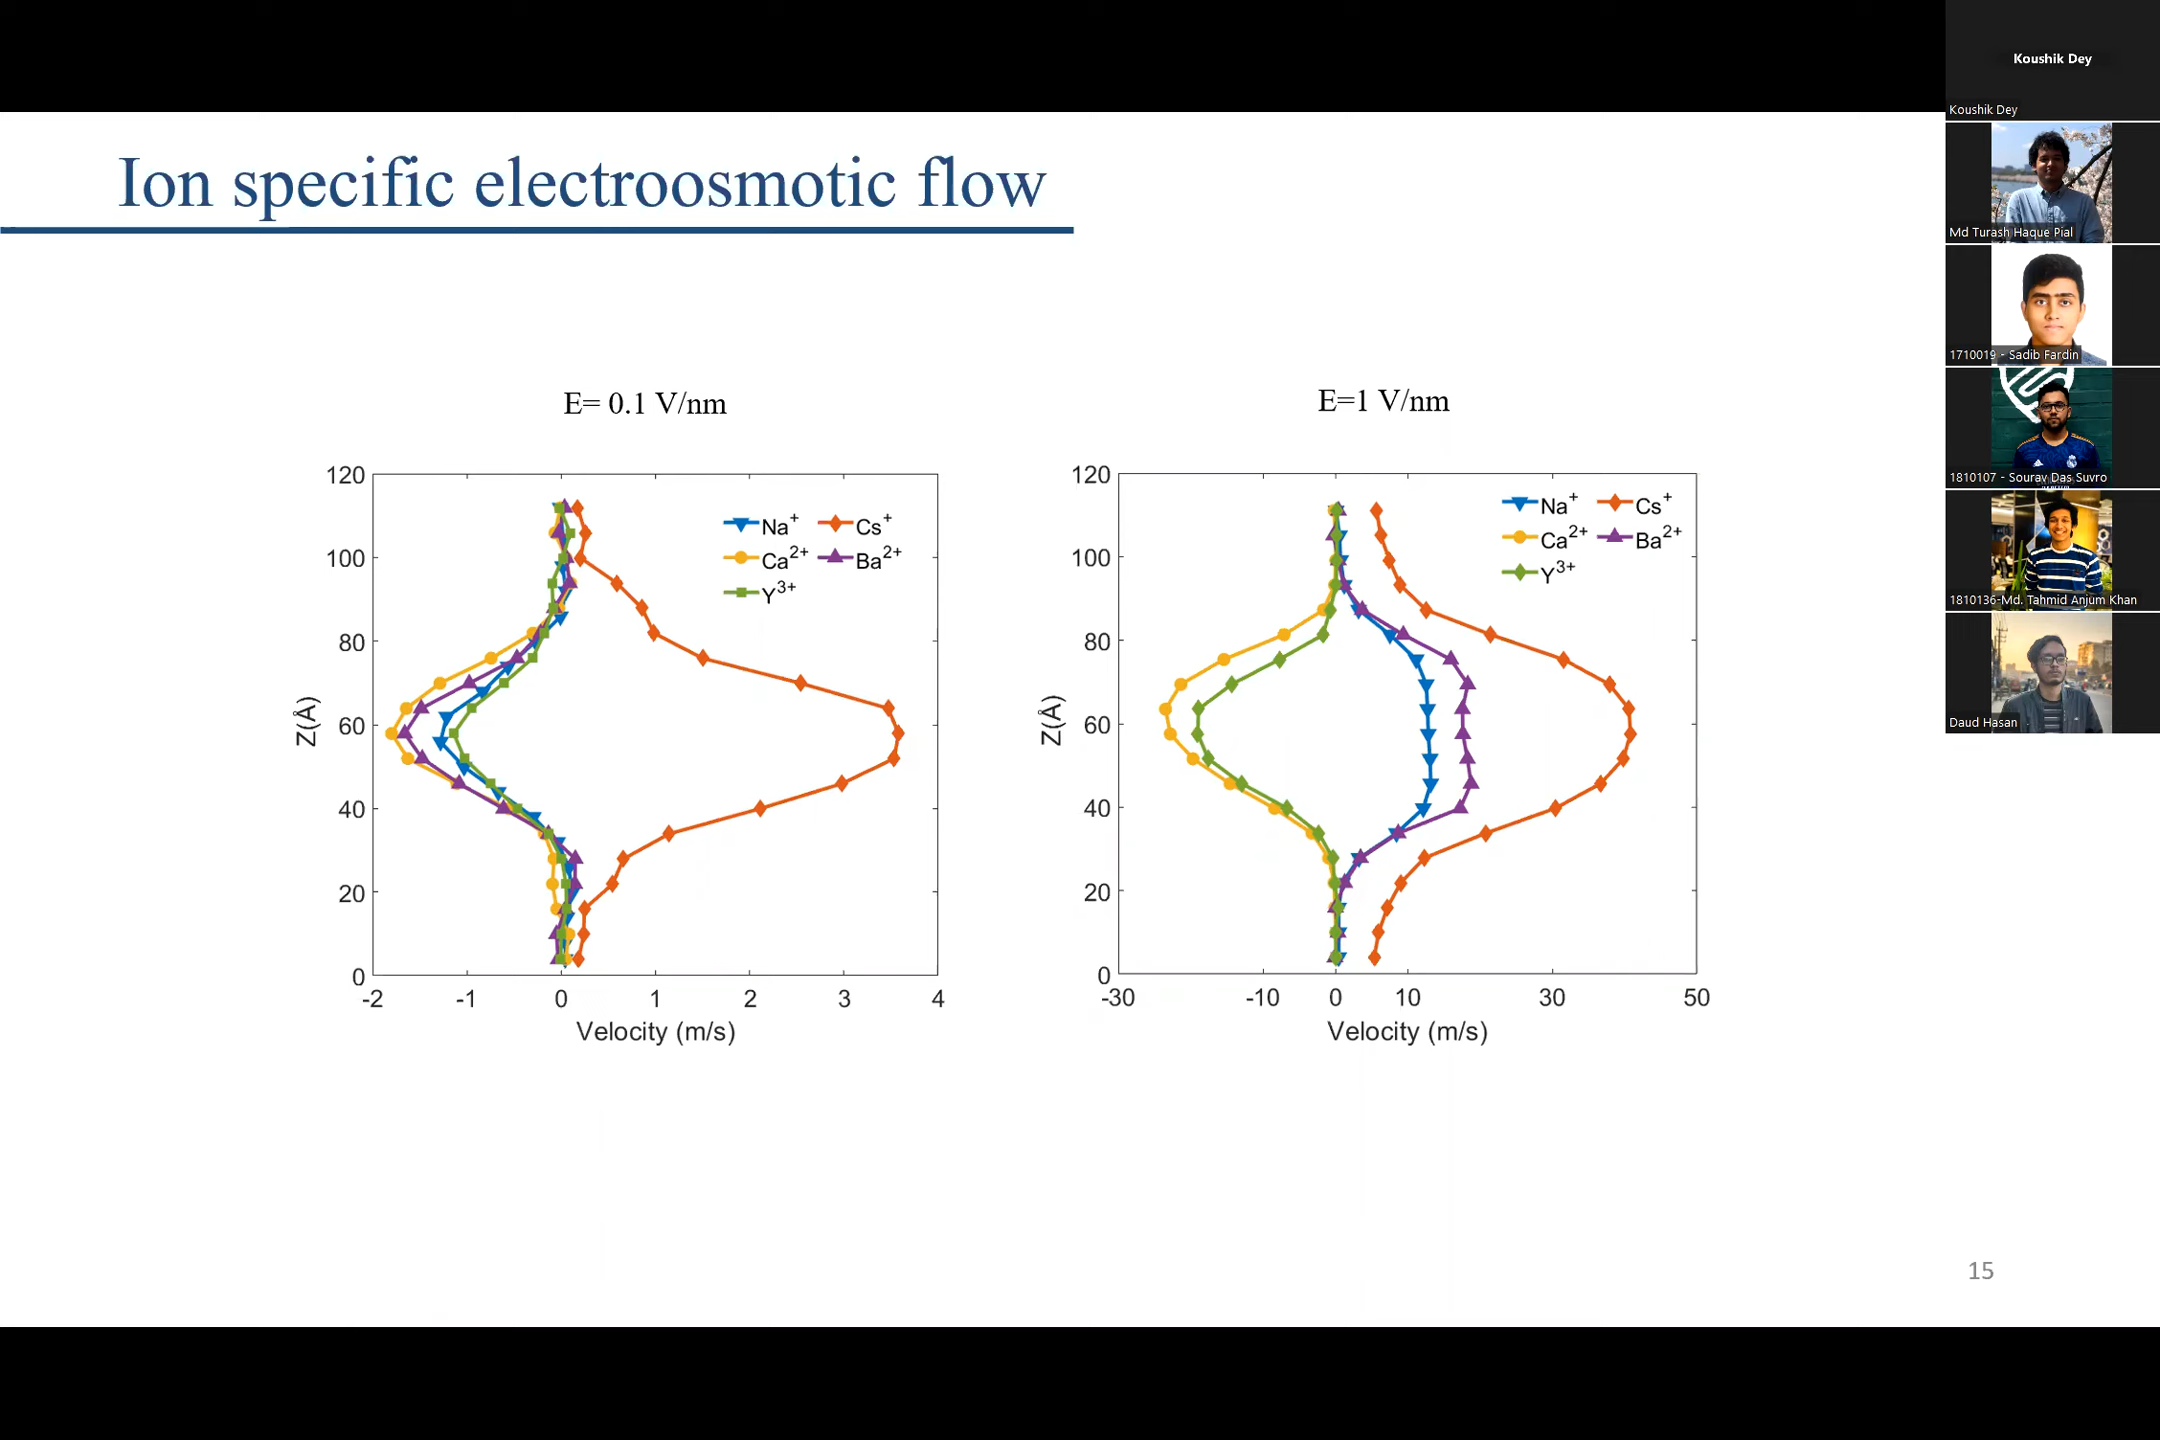 Ion specific electroosmotic flow
E= 0.1 V/nm
E=1 V/nm
120
100
80
60
40
20
0
Z(Å)
-2 -1 0 1 2 3 4
Velocity (m/s)
Na+ Cs+
Ca2+ Ba2+
Y3+
120
100
80
60
40
20
0
Z(Å)
-30 -10 0 10 30 50
Velocity (m/s)
Na+ Cs+
Ca2+ Ba2+
Y3+
15
Koushik Dey
Koushik Dey
Md Turash Haque Pial
1710019 - Sadib Fardin
1810107 - Sourav Das Suvro
1810136-Md. Tahmid Anjum Khan
Daud Hasan